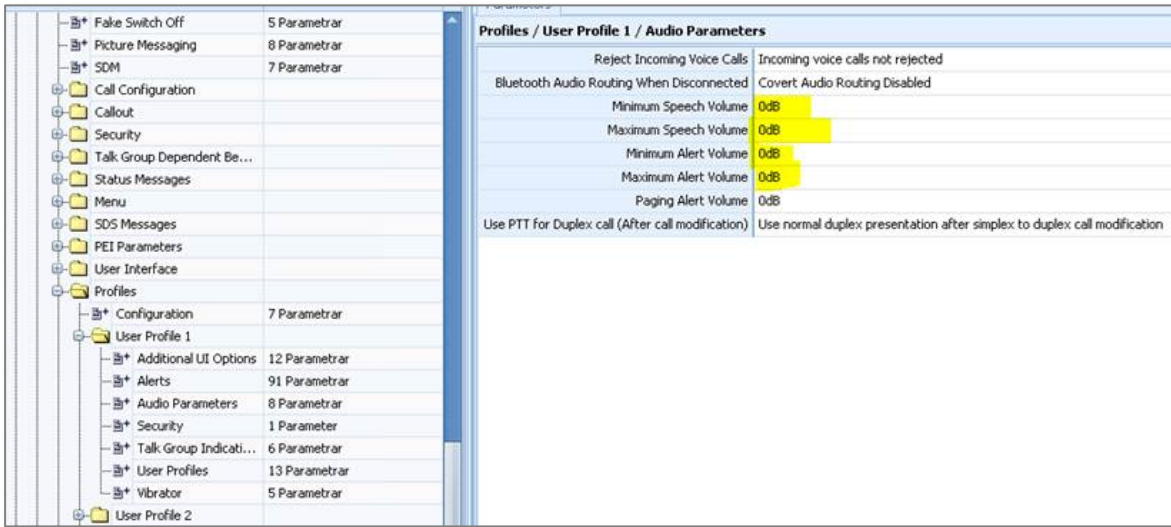 Fake Switch Off 5 Parametrar
Picture Messaging 8 Parametrar
SDM 7 Parametrar
Call Configuration
Callout
Security
Talk Group Dependent Be...
Status Messages
Menu
SDS Messages
PEI Parameters
User Interface
Profiles
Configuration 7 Parametrar
User Profile 1
Additional UI Options 12 Parametrar
Alerts 91 Parametrar
Audio Parameters 8 Parametrar
Security 1 Parameter
Talk Group Indicati... 6 Parametrar
User Profiles 13 Parametrar
Vibrator 5 Parametrar
User Profile 2
Profiles / User Profile 1 / Audio Parameters
Reject Incoming Voice Calls Incoming voice calls not rejected
Bluetooth Audio Routing When Disconnected Covert Audio Routing Disabled
Minimum Speech Volume 0dB
Maximum Speech Volume 0dB
Minimum Alert Volume 0dB
Maximum Alert Volume 0dB
Paging Alert Volume 0dB
Use PTT for Duplex call (After call modification) Use normal duplex presentation after simplex to duplex call modification